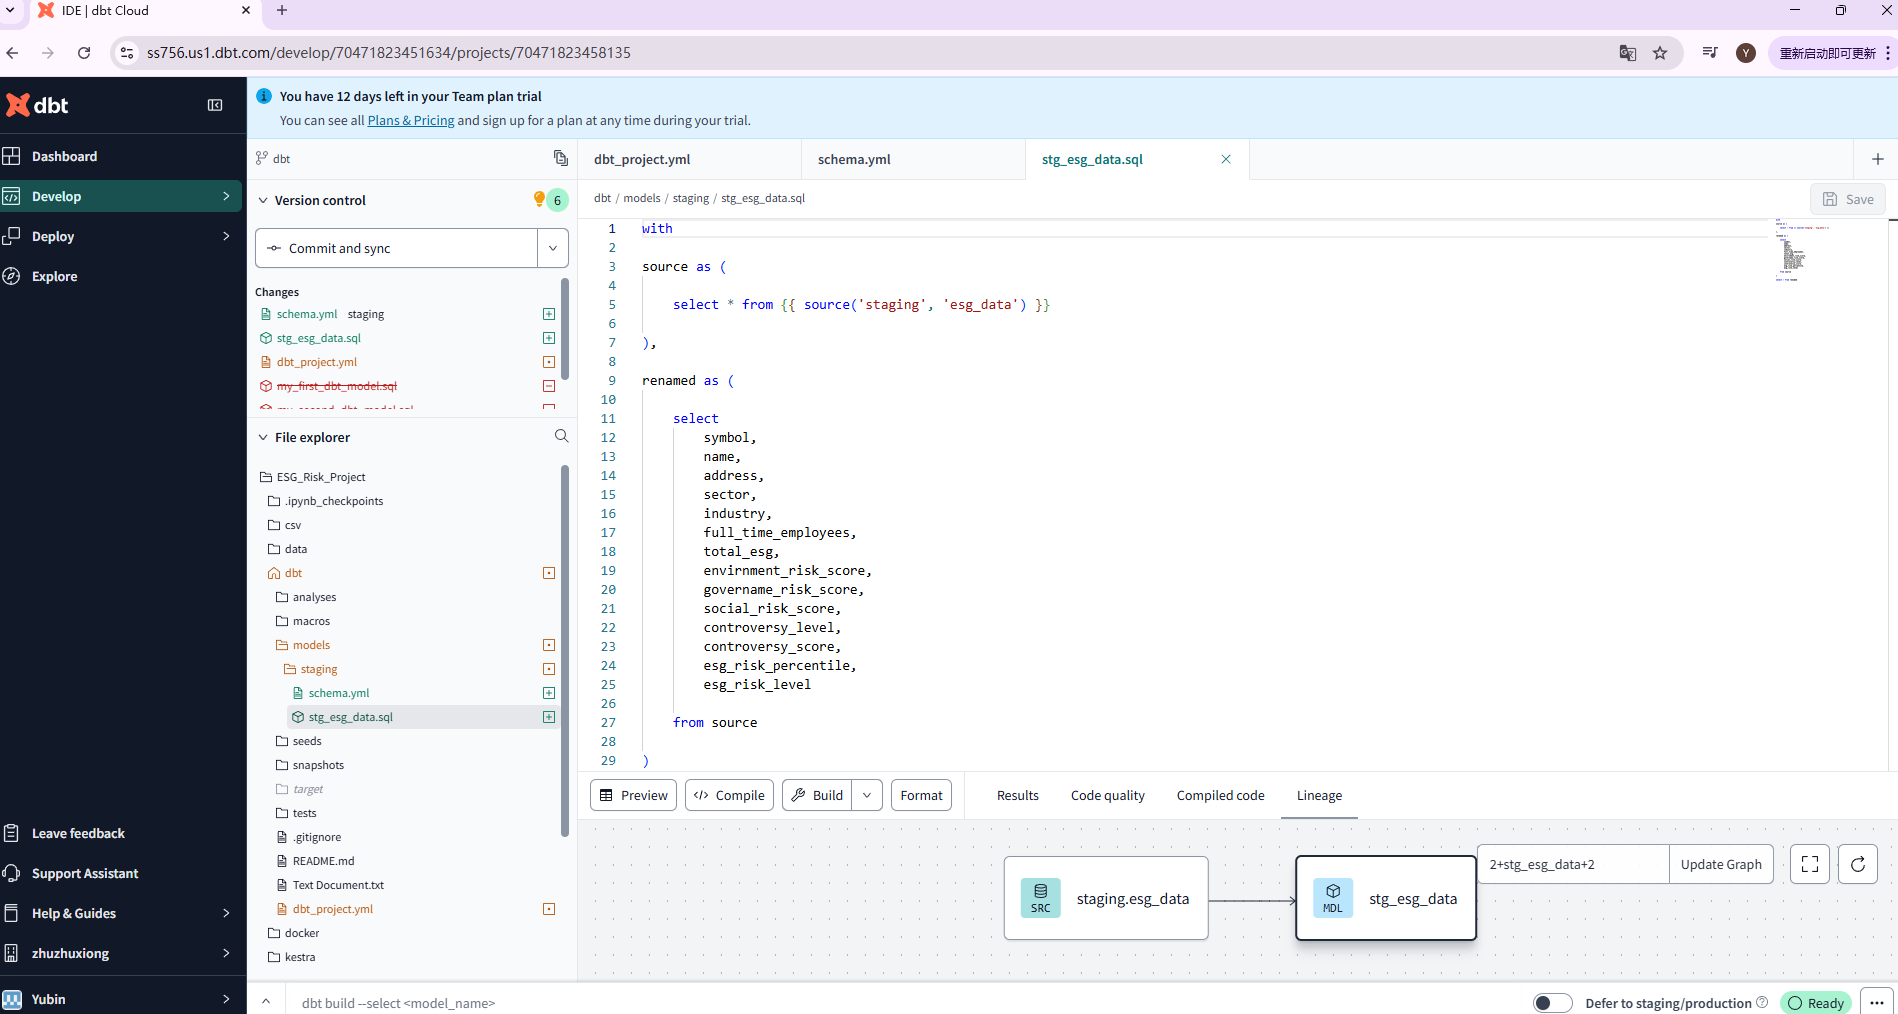 IDE | dbt Cloud
ss756.us1.dbt.com/develop/70471823451634/projects/70471823458135
Y
重新启动即可更新
dbt
Dashboard
Develop
Deploy
Explore
Leave feedback
Support Assistant
Help & Guides
zhuzhuxiong
Yubin
You have 12 days left in your Team plan trial
You can see all Plans & Pricing and sign up for a plan at any time during your trial.
dbt
Version control
6
Commit and sync
Changes
schema.yml staging
stg_esg_data.sql
dbt_project.yml
my_first_dbt_model.sql
my_second_dbt_model.sql
File explorer
ESG_Risk_Project
.ipynb_checkpoints
csv
data
dbt
analyses
macros
models
staging
schema.yml
stg_esg_data.sql
seeds
snapshots
target
tests
.gitignore
README.md
Text Document.txt
dbt_project.yml
docker
kestra
dbt_project.yml
schema.yml
stg_esg_data.sql
dbt / models / staging / stg_esg_data.sql
Save
1 with
2
3 source as (
4
5 select * from {{ source('staging', 'esg_data') }}
6
7 ),
8
9 renamed as (
10
11 select
12 symbol,
13 name,
14 address,
15 sector,
16 industry,
17 full_time_employees,
18 total_esg,
19 envirnment_risk_score,
20 govername_risk_score,
21 social_risk_score,
22 controversy_level,
23 controversy_score,
24 esg_risk_percentile,
25 esg_risk_level
26
27 from source
28
29 )
Preview
Compile
Build
Format
Results
Code quality
Compiled code
Lineage
SRC
staging.esg_data
MDL
stg_esg_data
2+stg_esg_data+2
Update Graph
dbt build --select <model_name>
Defer to staging/production
Ready